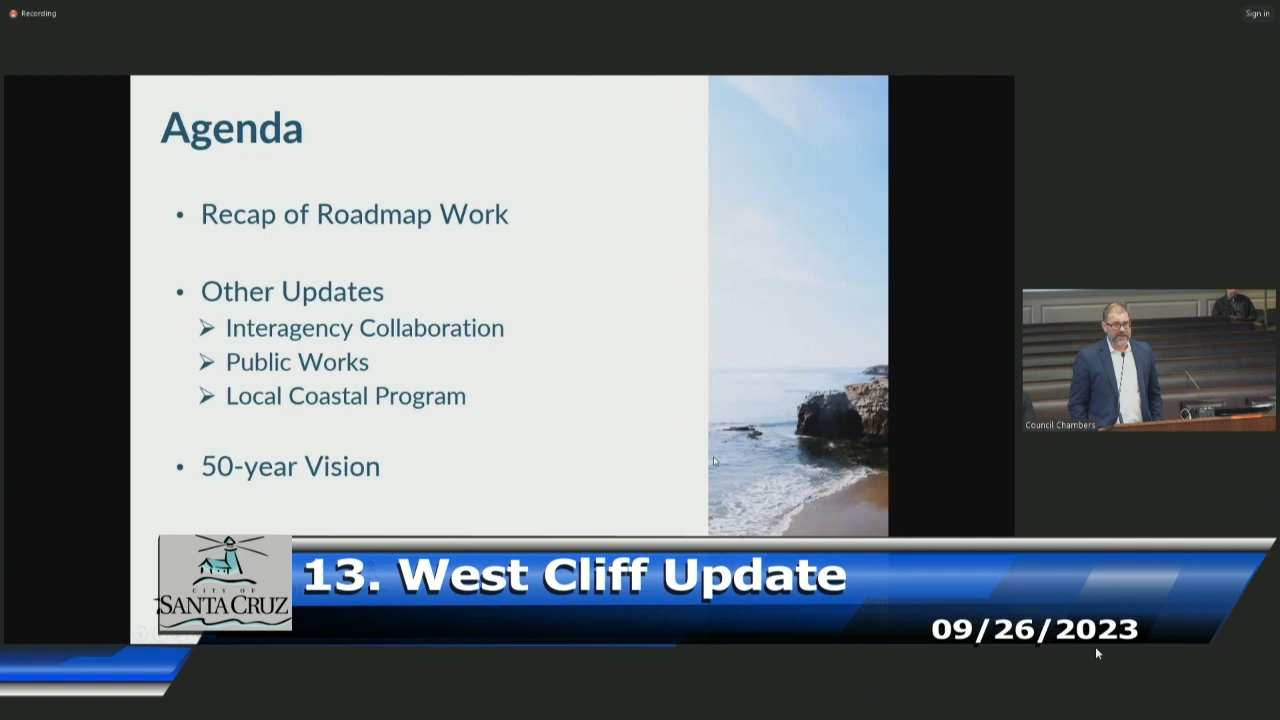 Recording
Sign in
Agenda
• Recap of Roadmap Work
• Other Updates
➢ Interagency Collaboration
➢ Public Works
➢ Local Coastal Program
• 50-year Vision
Council Chambers
CITY OF
SANTA CRUZ
13. West Cliff Update
09/26/2023